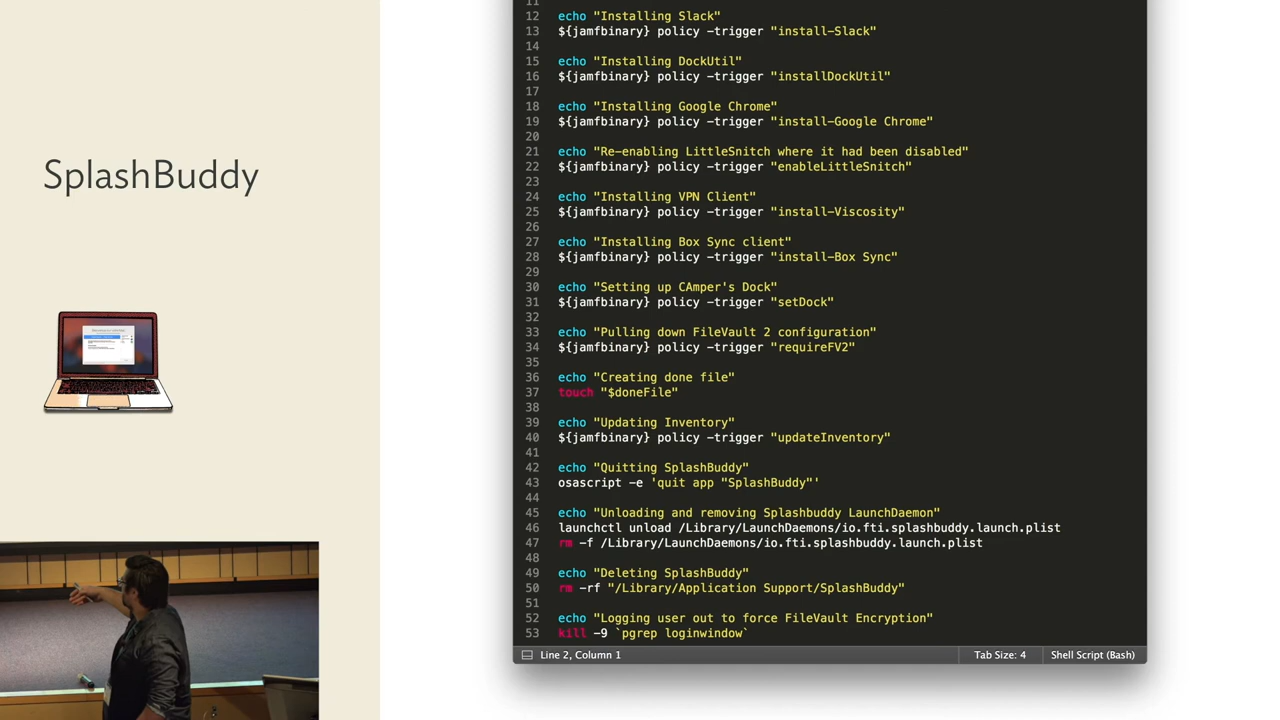 SplashBuddy
12 echo "Installing Slack"
13 ${jamfbinary} policy -trigger "install-Slack"
14
15 echo "Installing DockUtil"
16 ${jamfbinary} policy -trigger "installDockUtil"
17
18 echo "Installing Google Chrome"
19 ${jamfbinary} policy -trigger "install-Google Chrome"
20
21 echo "Re-enabling LittleSnitch where it had been disabled"
22 ${jamfbinary} policy -trigger "enableLittleSnitch"
23
24 echo "Installing VPN Client"
25 ${jamfbinary} policy -trigger "install-Viscosity"
26
27 echo "Installing Box Sync client"
28 ${jamfbinary} policy -trigger "install-Box Sync"
29
30 echo "Setting up CAmper's Dock"
31 ${jamfbinary} policy -trigger "setDock"
32
33 echo "Pulling down FileVault 2 configuration"
34 ${jamfbinary} policy -trigger "requireFV2"
35
36 echo "Creating done file"
37 touch "$doneFile"
38
39 echo "Updating Inventory"
40 ${jamfbinary} policy -trigger "updateInventory"
41
42 echo "Quitting SplashBuddy"
43 osascript -e 'quit app "SplashBuddy"'
44
45 echo "Unloading and removing Splashbuddy LaunchDaemon"
46 launchctl unload /Library/LaunchDaemons/io.fti.splashbuddy.launch.plist
47 rm -f /Library/LaunchDaemons/io.fti.splashbuddy.launch.plist
48
49 echo "Deleting SplashBuddy"
50 rm -rf "/Library/Application Support/SplashBuddy"
51
52 echo "Logging user out to force FileVault Encryption"
53 kill -9 `pgrep loginwindow`
Line 2, Column 1 Tab Size: 4 Shell Script (Bash)